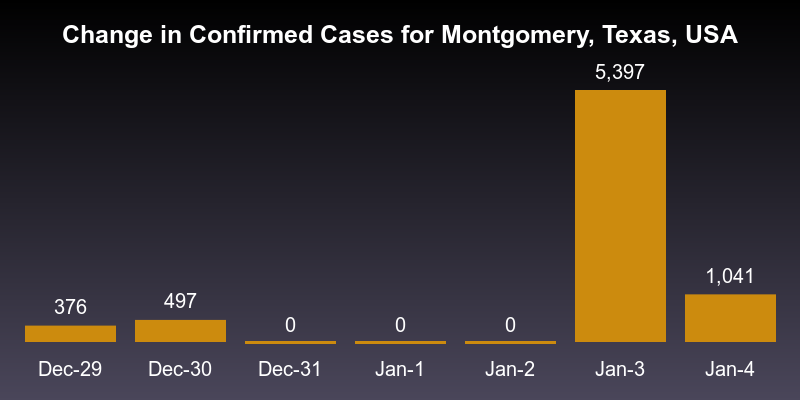 Change in Confirmed Cases for Montgomery, Texas, USA
5,397
1,041
497
376
0 0 0
Dec-29 Dec-30 Dec-31 Jan-1 Jan-2 Jan-3 Jan-4